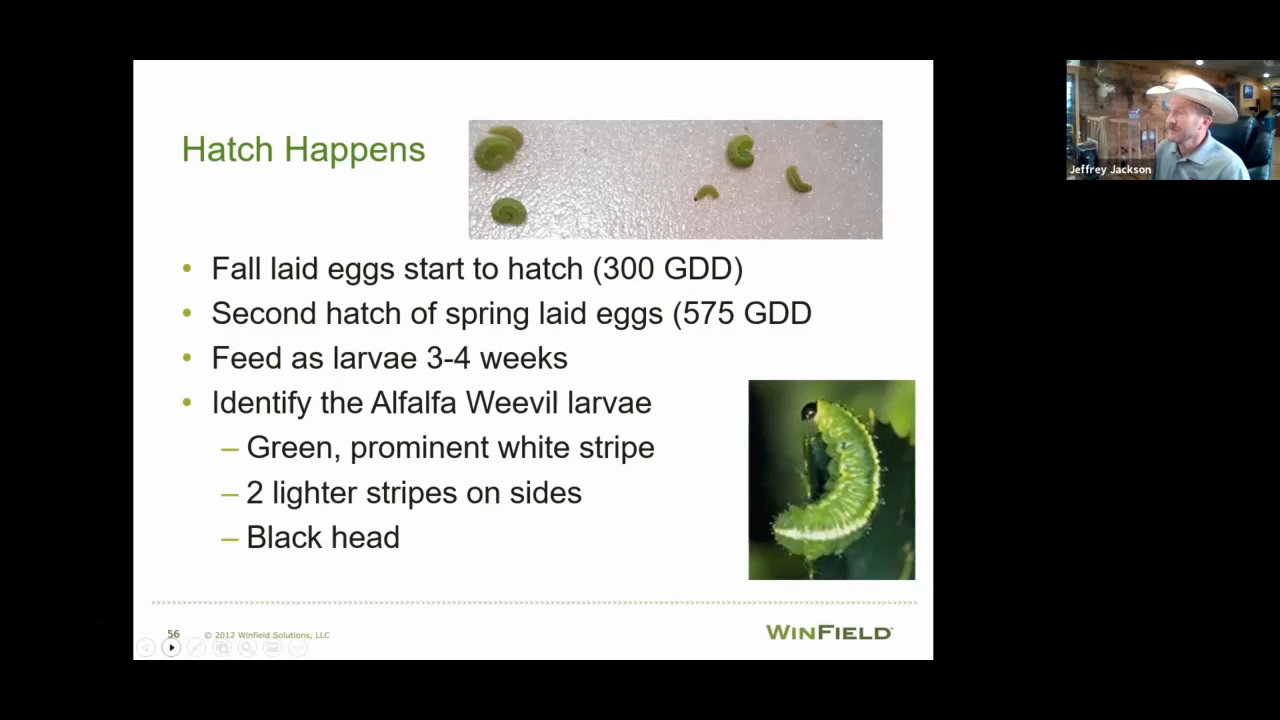 Hatch Happens
• Fall laid eggs start to hatch (300 GDD)
• Second hatch of spring laid eggs (575 GDD
• Feed as larvae 3-4 weeks
• Identify the Alfalfa Weevil larvae
– Green, prominent white stripe
– 2 lighter stripes on sides
– Black head
56 © 2012 Winfield Solutions, LLC
WINFIELD™
Jeffrey Jackson